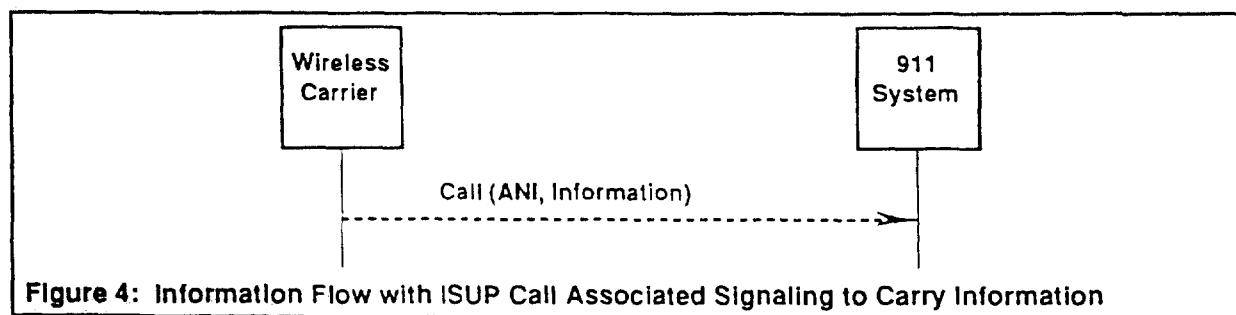 Wireless
Carrier
911
System
Call (ANI, Information)
Figure 4: Information Flow with ISUP Call Associated Signaling to Carry Information